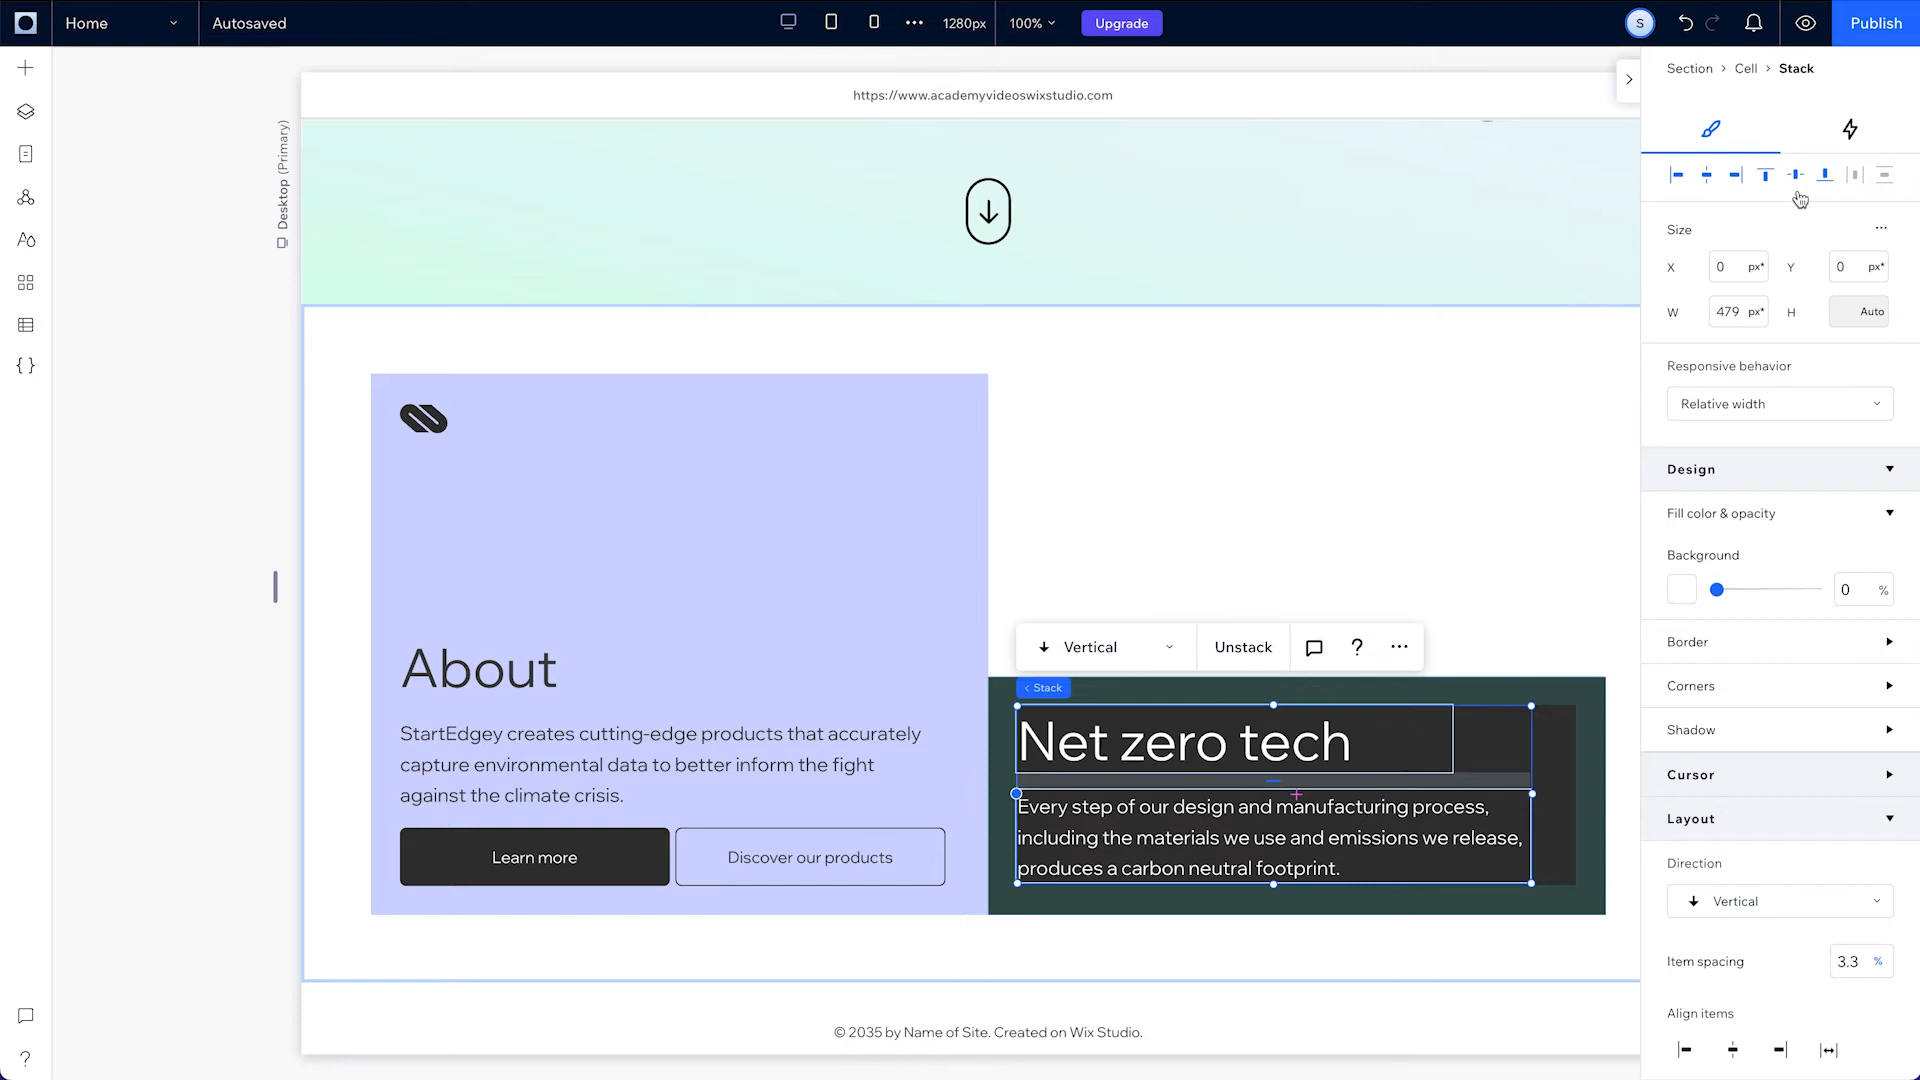 Home
Autosaved
1280px
100%
Upgrade
S
Publish
Section > Cell > Stack
https://www.academyvideoswixstudio.com
Desktop (Primary)
Size
X 0 px* Y 0 px*
W 479 px* H Auto
Responsive behavior
Relative width
Design
Fill color & opacity
Background
0 %
Border
Corners
Shadow
Cursor
Layout
Direction
Vertical
Item spacing 3.3 %
Align items
About
StartEdgey creates cutting-edge products that accurately
capture environmental data to better inform the fight
against the climate crisis.
Learn more
Discover our products
Vertical
Unstack
?
< Stack
Net zero tech
Every step of our design and manufacturing process,
including the materials we use and emissions we release,
produces a carbon neutral footprint.
© 2035 by Name of Site. Created on Wix Studio.
?